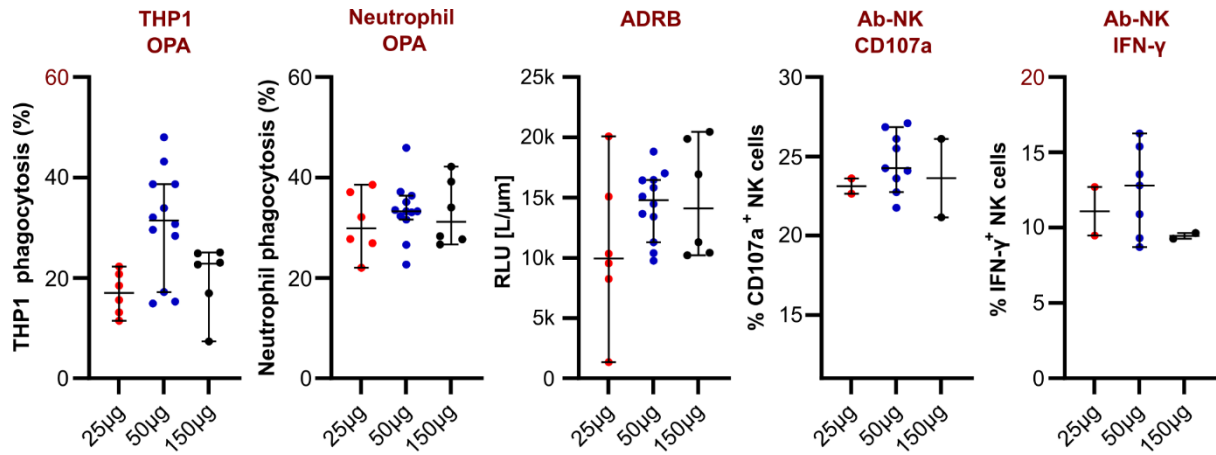 THP1
OPA
THP1 phagocytosis (%)
60
40
20
0
25µg
50µg
150µg
Neutrophil
OPA
Neutrophil phagocytosis (%)
60
40
20
0
25µg
50µg
150µg
ADRB
RLU [L/µm]
25k
20k
15k
10k
5k
0
25µg
50µg
150µg
Ab-NK
CD107a
% CD107a⁺ NK cells
30
25
20
15
25µg
50µg
150µg
Ab-NK
IFN-γ
% IFN-γ⁺ NK cells
20
15
10
5
0
25µg
50µg
150µg